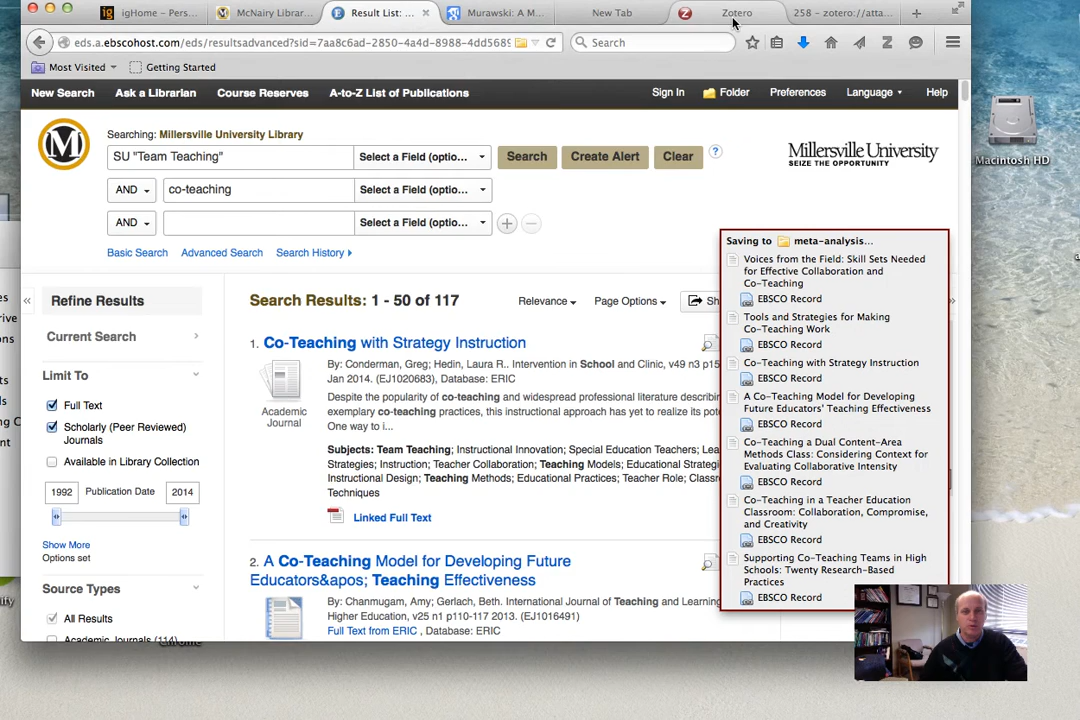 igHome – Pers...
McNairy Librar...
Result List: ...
Murawski: A M...
New Tab
Zotero
258 – zotero://atta...
eds.a.ebscohost.com/eds/resultsadvanced?sid=7aa8c6ad-2850-4a4d-8988-4dd5689
Search
Most Visited
Getting Started
New Search
Ask a Librarian
Course Reserves
A-to-Z List of Publications
Sign In
Folder
Preferences
Language
Help
Searching: Millersville University Library
SU "Team Teaching"
Select a Field (optio...
Search
Create Alert
Clear
?
Millersville University
SEIZE THE OPPORTUNITY
AND
co-teaching
Select a Field (optio...
AND
Select a Field (optio...
Basic Search
Advanced Search
Search History
Refine Results
Current Search
Limit To
Full Text
Scholarly (Peer Reviewed)
Journals
Available in Library Collection
1992
Publication Date
2014
Show More
Options set
Source Types
All Results
Academic Journals (114)
Search Results: 1 - 50 of 117
Relevance
Page Options
Sh
1. Co-Teaching with Strategy Instruction
By: Conderman, Greg; Hedin, Laura R.. Intervention in School and Clinic, v49 n3 p15
Jan 2014. (EJ1020683), Database: ERIC
Academic
Journal
Despite the popularity of co-teaching and widespread professional literature describin
exemplary co-teaching practices, this instructional approach has yet to realize its pot
One way to i...
Subjects: Team Teaching; Instructional Innovation; Special Education Teachers; Lea
Strategies; Instruction; Teacher Collaboration; Teaching Models; Educational Strateg
Instructional Design; Teaching Methods; Educational Practices; Teacher Role; Classr
Techniques
Linked Full Text
2. A Co-Teaching Model for Developing Future
Educators&apos; Teaching Effectiveness
By: Chanmugam, Amy; Gerlach, Beth. International Journal of Teaching and Learning
Higher Education, v25 n1 p110-117 2013. (EJ1016491)
Full Text from ERIC , Database: ERIC
Saving to meta-analysis...
Voices from the Field: Skill Sets Needed
for Effective Collaboration and
Co-Teaching
EBSCO Record
Tools and Strategies for Making
Co-Teaching Work
EBSCO Record
Co-Teaching with Strategy Instruction
EBSCO Record
A Co-Teaching Model for Developing
Future Educators' Teaching Effectiveness
EBSCO Record
Co-Teaching a Dual Content-Area
Methods Class: Considering Context for
Evaluating Collaborative Intensity
EBSCO Record
Co-Teaching in a Teacher Education
Classroom: Collaboration, Compromise,
and Creativity
EBSCO Record
Supporting Co-Teaching Teams in High
Schools: Twenty Research-Based
Practices
EBSCO Record
Macintosh HD